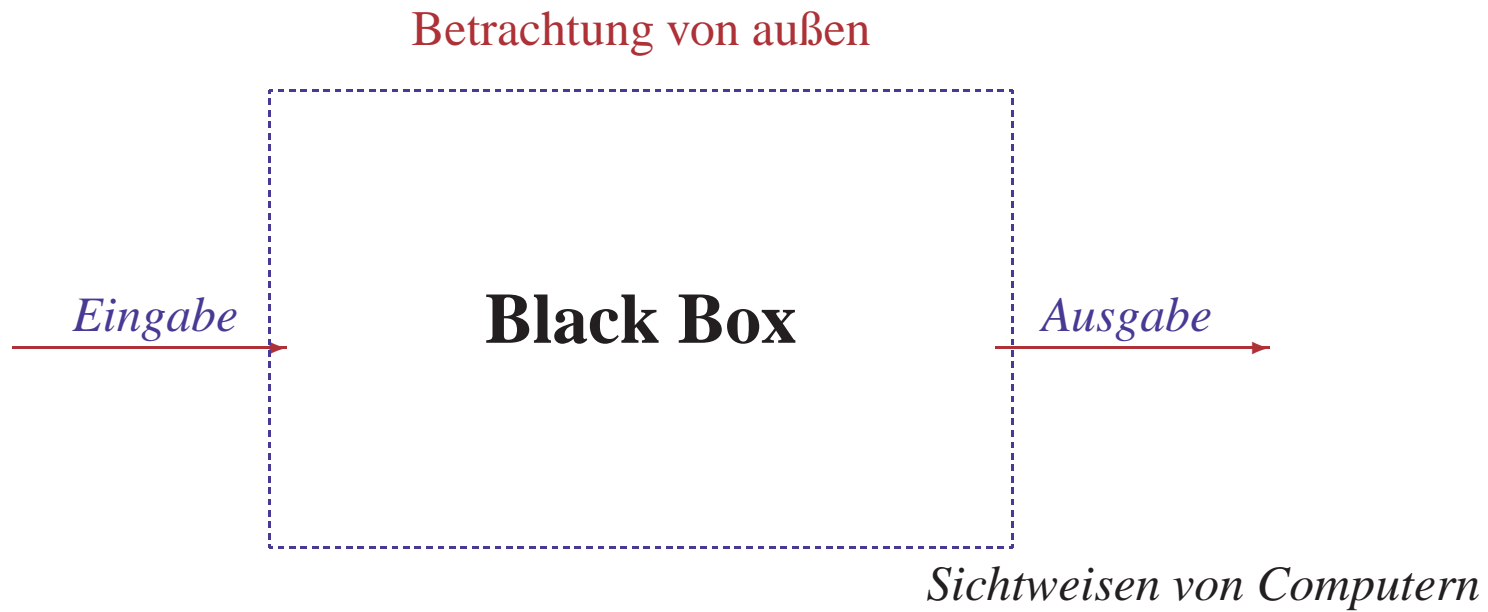 Betrachtung von außen
Eingabe
Black Box
Ausgabe
Sichtweisen von Computern